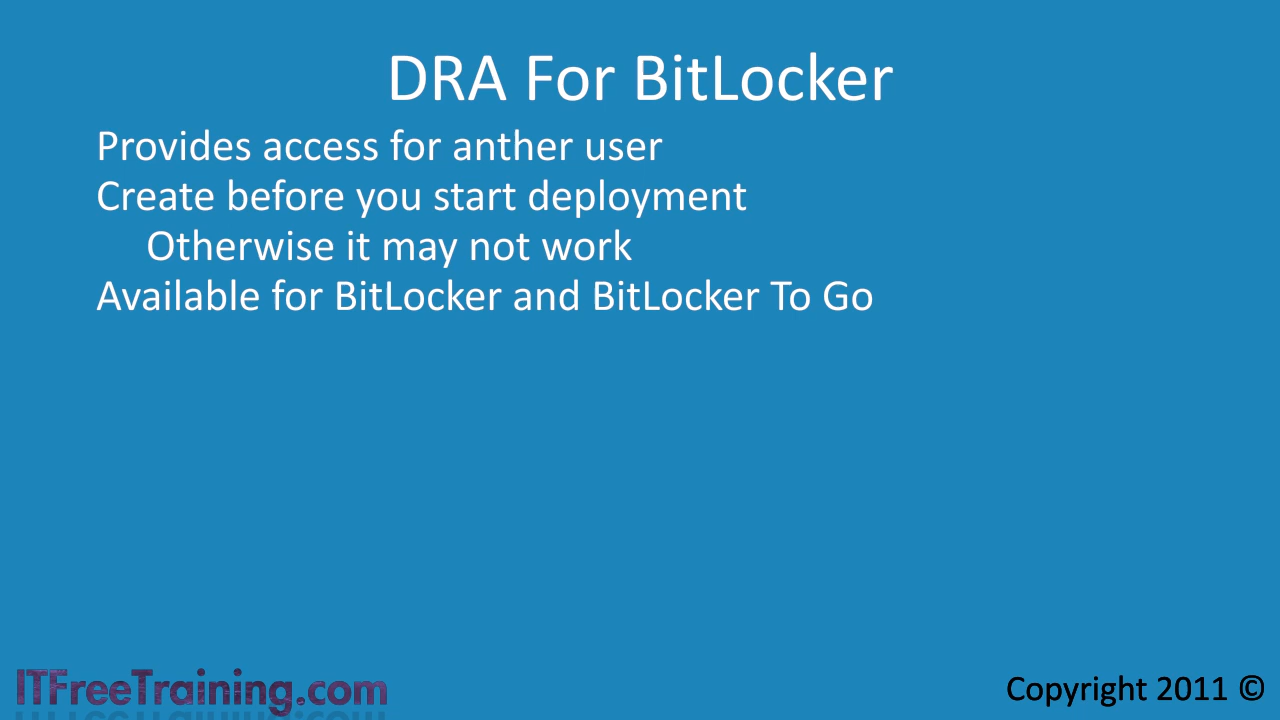 DRA For BitLocker
Provides access for anther user
Create before you start deployment
Otherwise it may not work
Available for BitLocker and BitLocker To Go
ITFreeTraining.com
Copyright 2011 ©